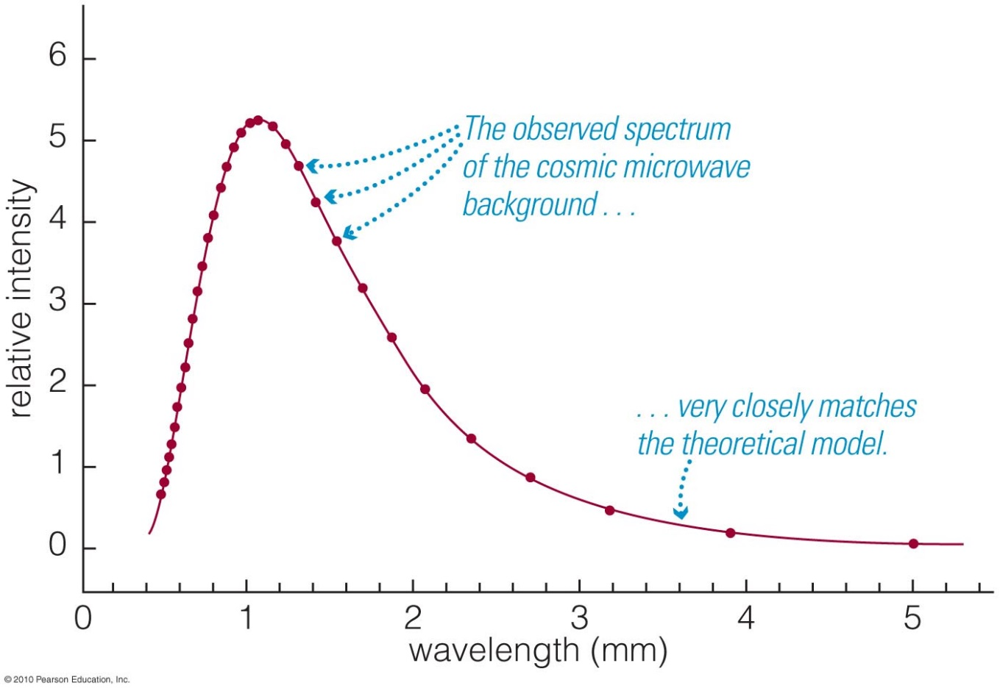 6
5
4
3
2
1
0
relative intensity
The observed spectrum
of the cosmic microwave
background . . .
. . . very closely matches
the theoretical model.
0 1 2 3 4 5
wavelength (mm)
© 2010 Pearson Education, Inc.